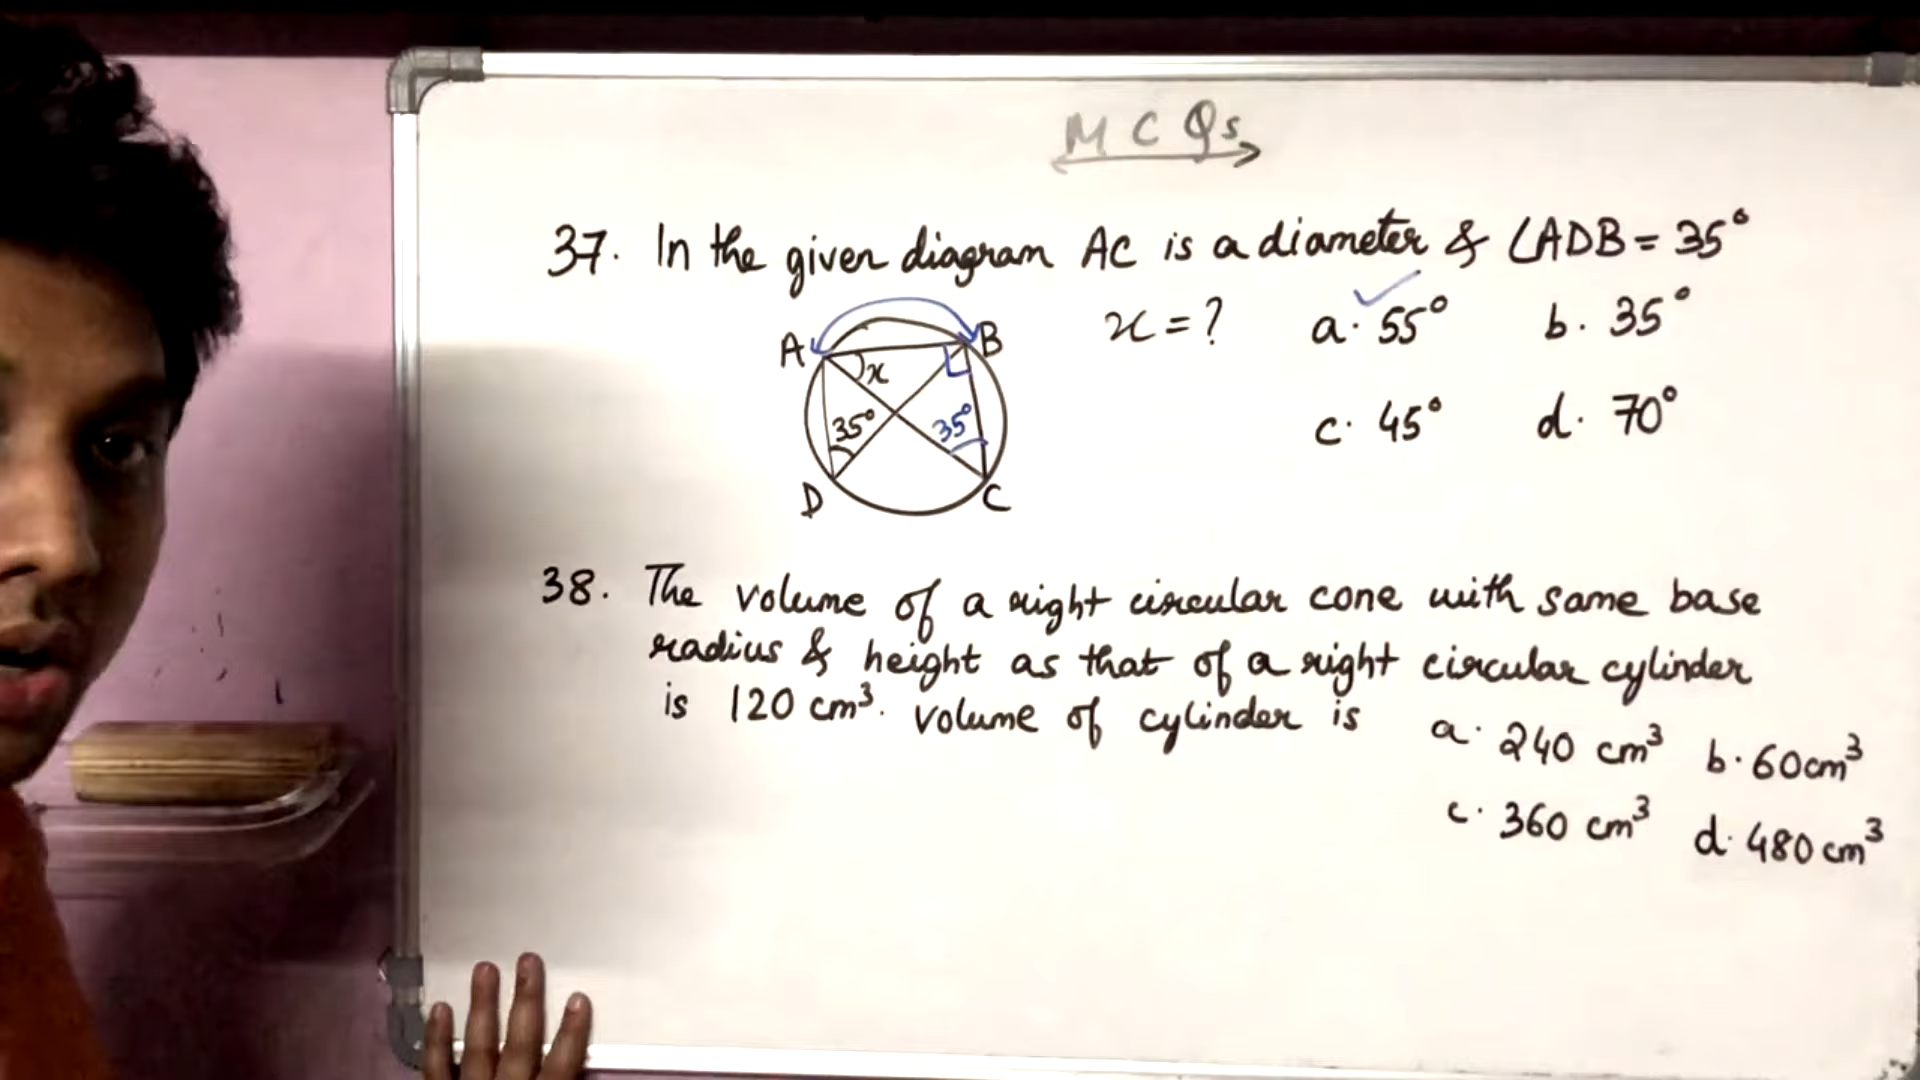 MCQs
37. In the given diagram AC is a diameter & ∠ADB = 35°
x = ? a. 55° b. 35°
c. 45° d. 70°
A B
x
35° 35°
D C
38. The volume of a right circular cone with same base
radius & height as that of a right circular cylinder
is 120 cm³. volume of cylinder is
a. 240 cm³ b. 60cm³
c. 360 cm³ d. 480 cm³